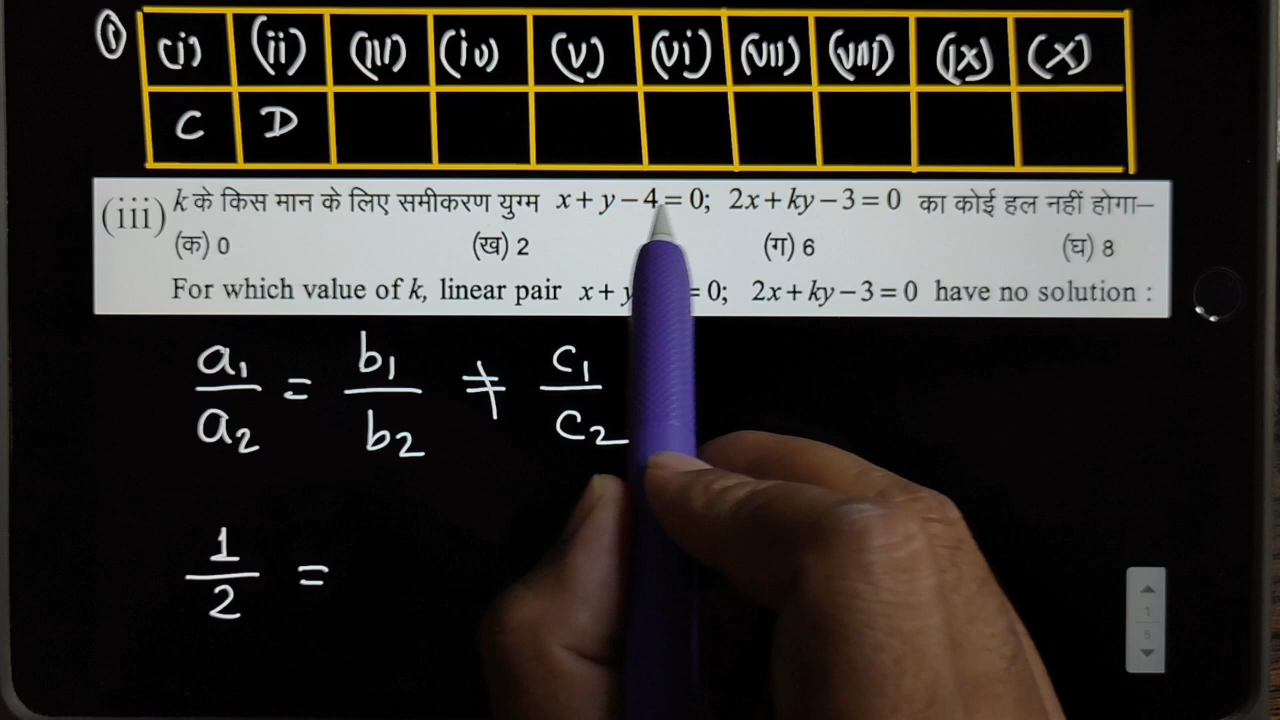 (i) (i) (ii) (iii) (iv) (v) (vi) (vii) (viii) (ix) (x)
C D
(iii) k के किस मान के लिए समीकरण युग्म x + y − 4 = 0; 2x + ky − 3 = 0 का कोई हल नहीं होगा–
(क) 0 (ख) 2 (ग) 6 (घ) 8
For which value of k, linear pair x + y = 0; 2x + ky − 3 = 0 have no solution :
a₁/a₂ = b₁/b₂ ≠ c₁/c₂
1/2 =
1
5